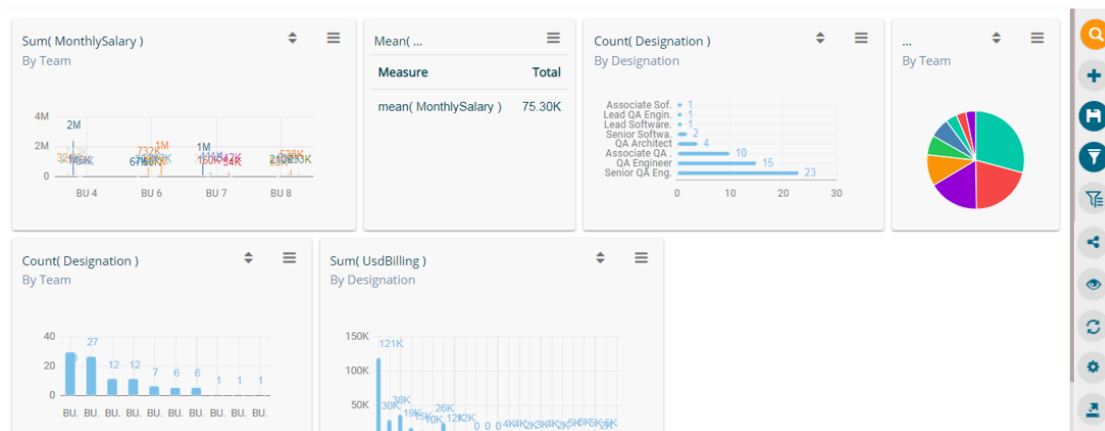 Sum( MonthlySalary )
By Team
4M
2M
0
2M
732K
1M
1M
BU 4
BU 6
BU 7
BU 8
Mean( ...
Measure Total
mean( MonthlySalary ) 75.30K
Count( Designation )
By Designation
Associate Sof. 1
Lead QA Engin. 1
Lead Software. 1
Senior Softwa. 2
QA Architect 4
Associate QA . 10
QA Engineer 15
Senior QA Eng. 23
0 10 20 30
...
By Team
Count( Designation )
By Team
40
20
0
27 12 12 7 6 6 1 1 1
BU. BU. BU. BU. BU. BU. BU. BU. BU. BU.
Sum( UsdBilling )
By Designation
150K
100K
50K
121K
30K
38K
19K
26K
0 0 0